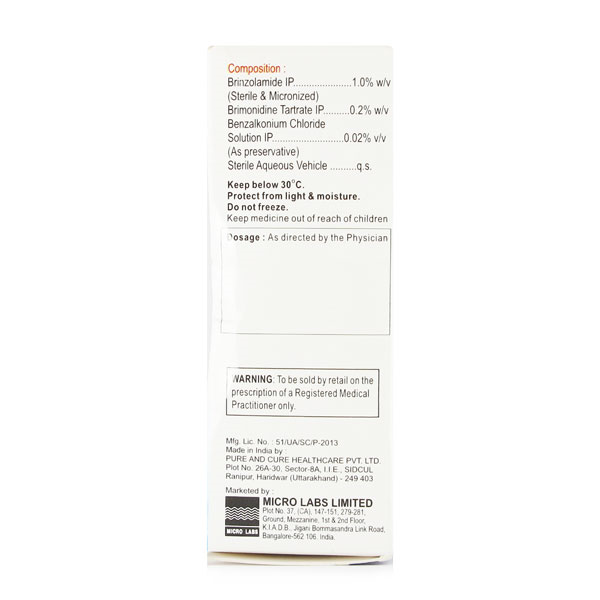 Composition :
Brinzolamide IP......................1.0% w/v
(Sterile & Micronized)
Brimonidine Tartrate IP..........0.2% w/v
Benzalkonium Chloride
Solution IP..........................0.02% v/v
(As preservative)
Sterile Aqueous Vehicle ..........q.s.
Keep below 30°C.
Protect from light & moisture.
Do not freeze.
Keep medicine out of reach of children
Dosage : As directed by the Physician
WARNING: To be sold by retail on the
prescription of a Registered Medical
Practitioner only.
Mfg. Lic. No. : 51/UA/SC/P-2013
Made in India by :
PURE AND CURE HEALTHCARE PVT. LTD.
Plot No. 26A-30, Sector-8A, I.I.E., SIDCUL
Ranipur, Haridwar (Uttarakhand) - 249 403
Marketed by :
MICRO LABS LIMITED
Plot No. 37, (CA), 147-151, 279-281,
Ground, Mezzanine, 1st & 2nd Floor,
K.I.A.D.B., Jigani Bommasandra Link Road,
Bangalore-562 106. India.
MICRO LABS